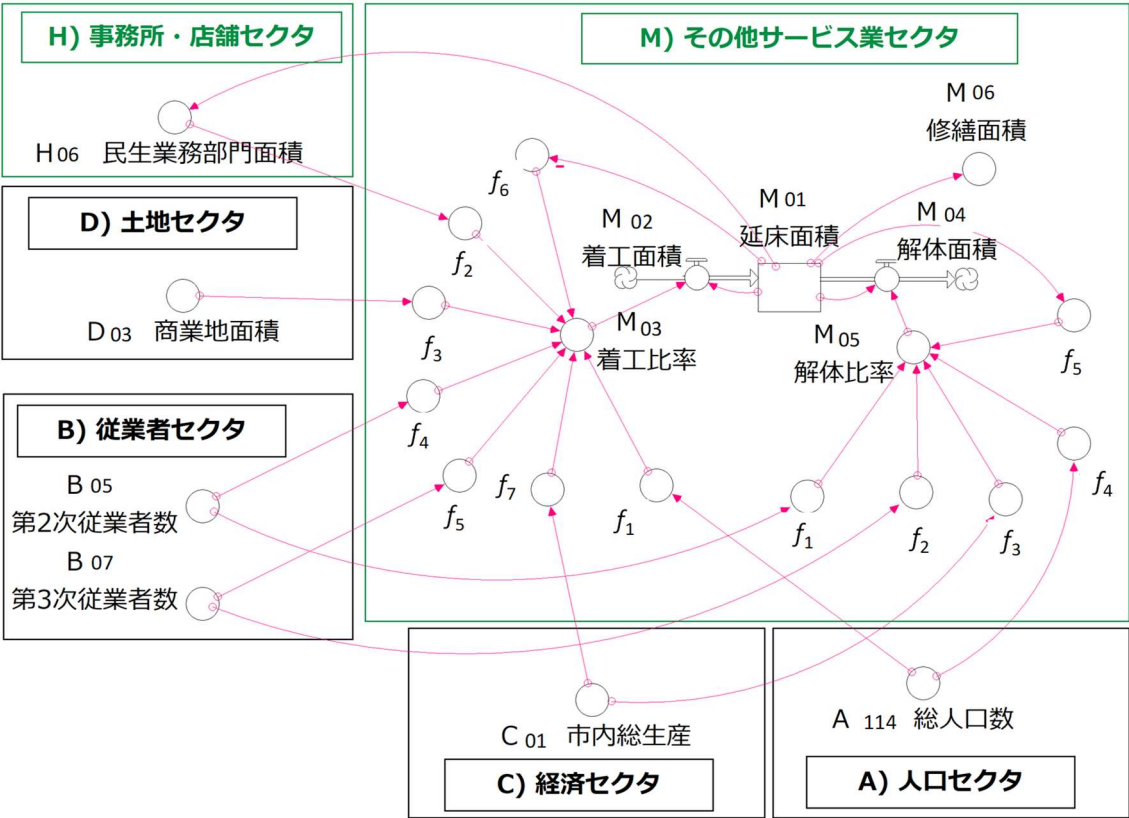 H) 事務所・店舗セクタ
H 06 民生業務部門面積
D) 土地セクタ
D 03 商業地面積
B) 従業者セクタ
B 05
第2次従業者数
B 07
第3次従業者数
M) その他サービス業セクタ
M 06
修繕面積
f6
M 01
延床面積
M 02
着工面積
M 04
解体面積
f2
f3
M 03
着工比率
M 05
解体比率
f5
f4
f5
f7
f1
f1
f2
f3
f4
C 01 市内総生産
C) 経済セクタ
A 114 総人口数
A) 人口セクタ